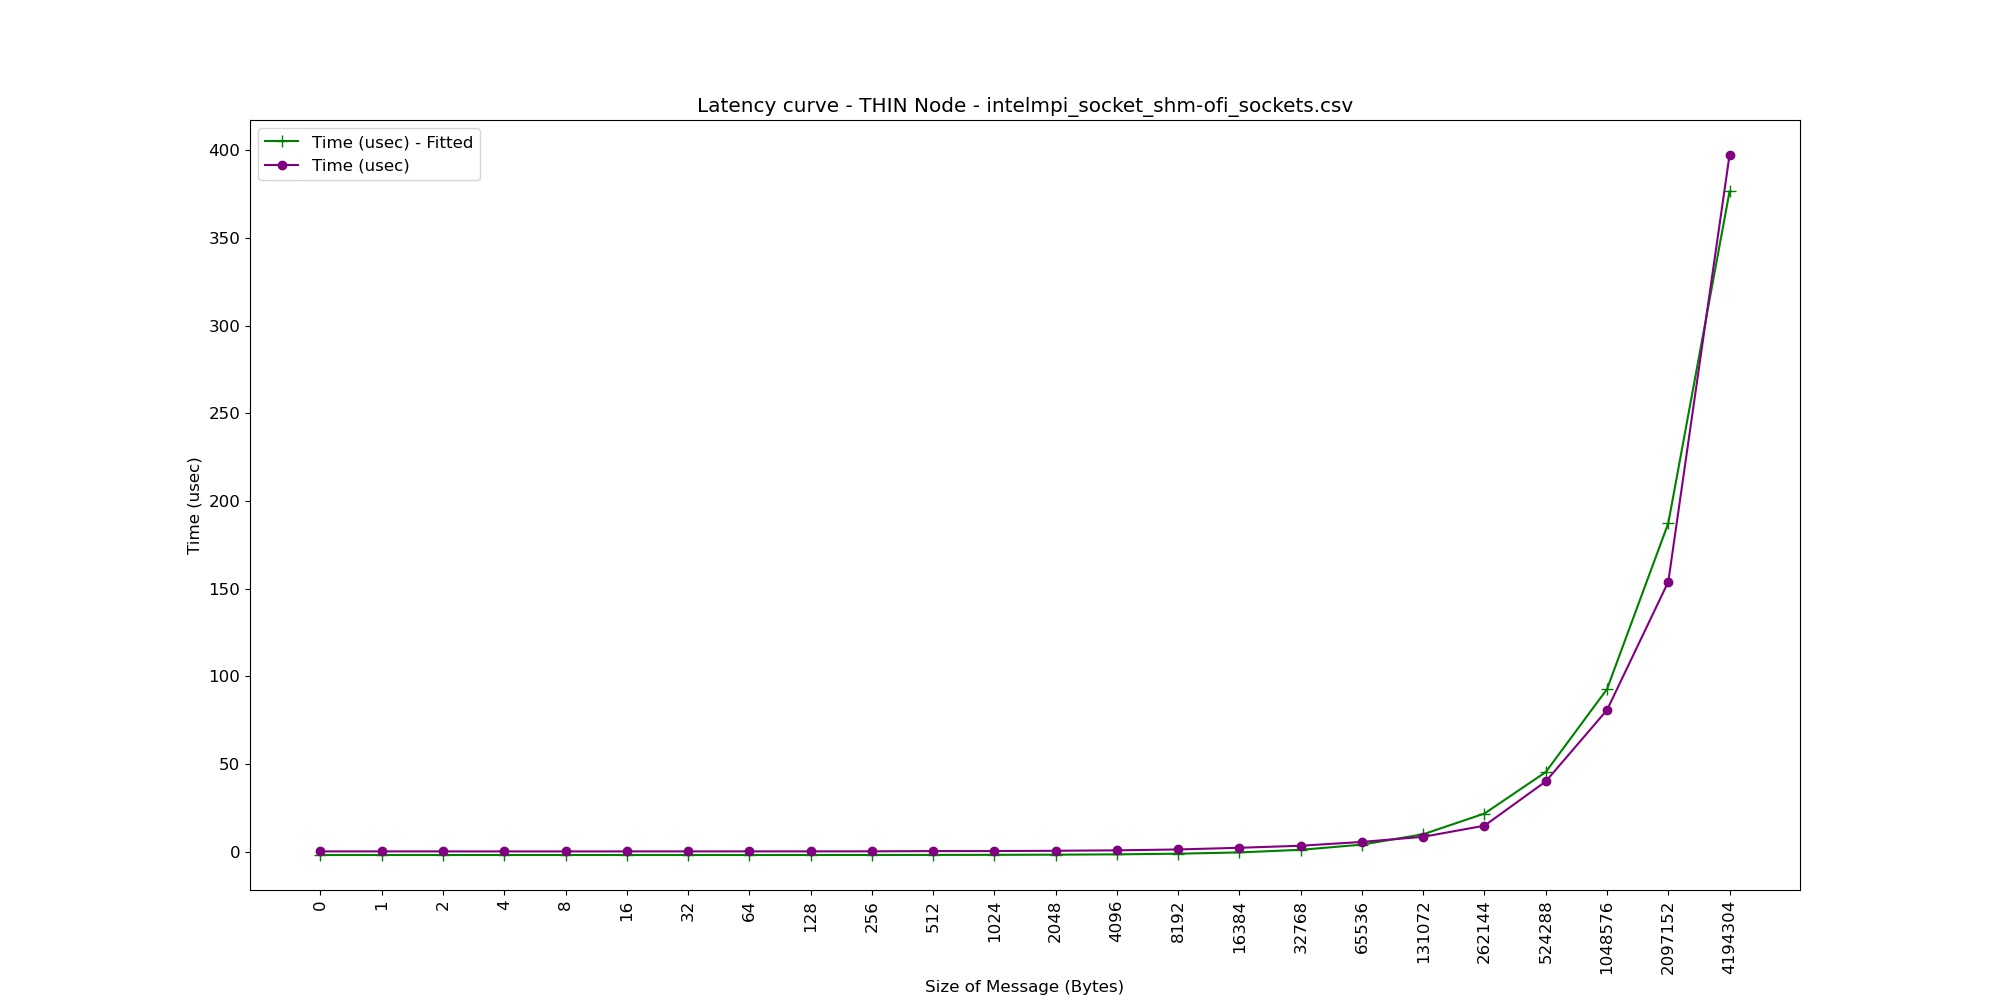 Latency curve - THIN Node - intelmpi_socket_shm-ofi_sockets.csv
Time (usec) - Fitted
Time (usec)
400
350
300
250
200
150
100
50
0
Time (usec)
0 1 2 4 8 16 32 64 128 256 512 1024 2048 4096 8192 16384 32768 65536 131072 262144 524288 1048576 2097152 4194304
Size of Message (Bytes)